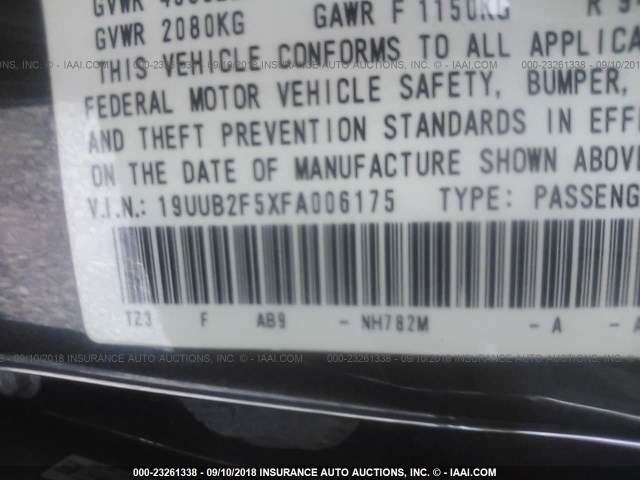 GVWR
GVWR 2080KG GAWR F 1150KG R 9
THIS VEHICLE CONFORMS TO ALL APPLICA
FEDERAL MOTOR VEHICLE SAFETY, BUMPER,
AND THEFT PREVENTION STANDARDS IN EFF
ON THE DATE OF MANUFACTURE SHOWN ABOV
V.I.N.: 19UUB2F5XFA006175 TYPE: PASSENG
TZ3 F AB9 - NH782M - A - A
000-23261338 - 09/10/2018 INSURANCE AUTO AUCTIONS, INC. - © - IAAI.COM